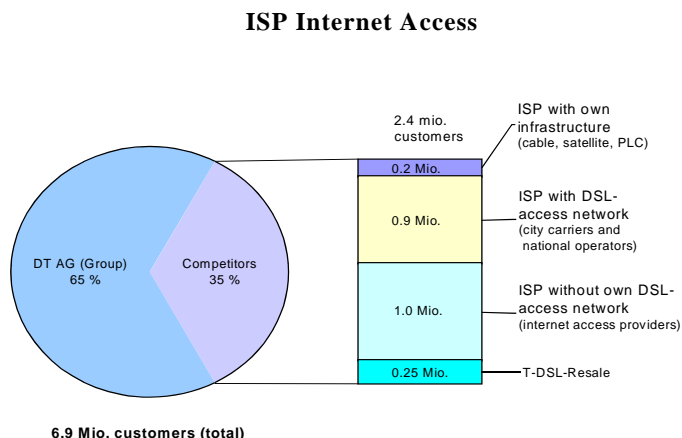 ISP Internet Access
2.4 mio.
customers
ISP with own
infrastructure
(cable, satellite, PLC)
0.2 Mio.
ISP with DSL-
access network
(city carriers and
national operators)
0.9 Mio.
DT AG (Group)
65 %
Competitors
35 %
ISP without own DSL-
access network
(internet access providers)
1.0 Mio.
0.25 Mio.
T-DSL-Resale
6.9 Mio. customers (total)